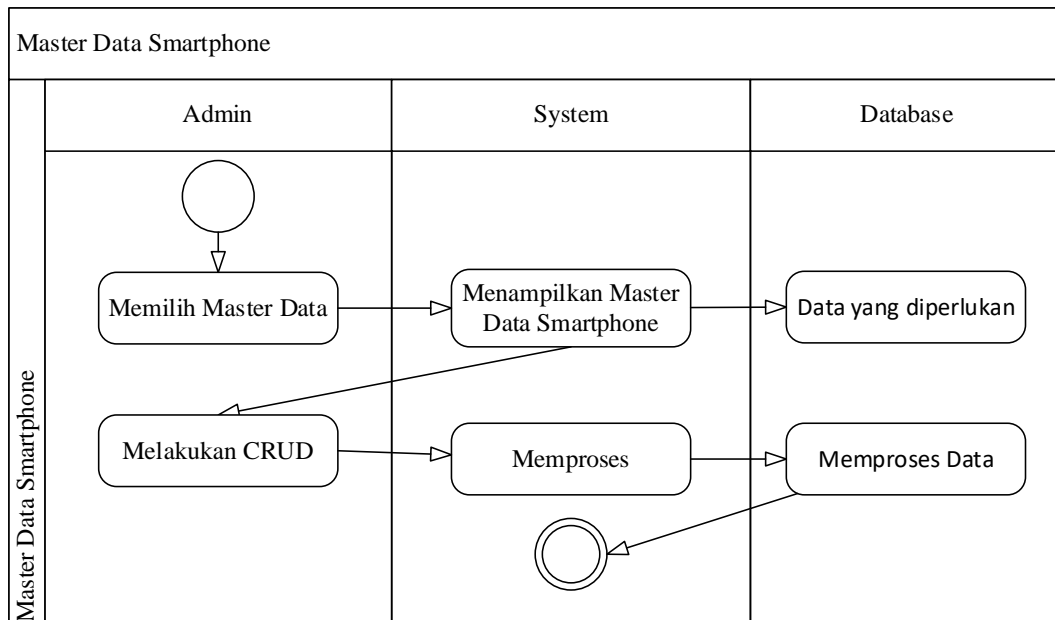 Master Data Smartphone
Admin
System
Database
Master Data Smartphone
Memilih Master Data
Menampilkan Master
Data Smartphone
Data yang diperlukan
Melakukan CRUD
Memproses
Memproses Data